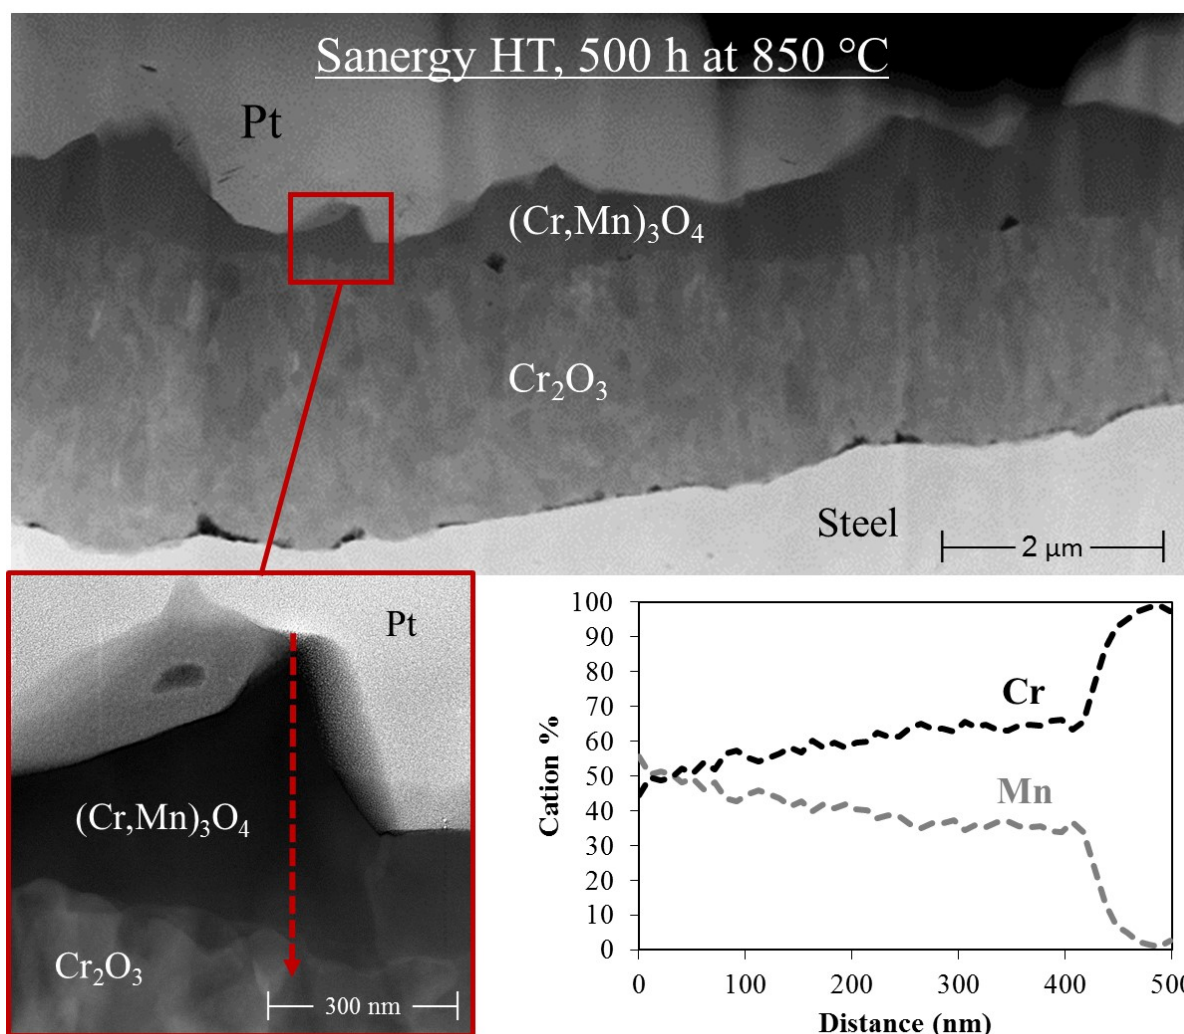 Sanergy HT, 500 h at 850 °C
Pt
(Cr,Mn)₃O₄
Cr₂O₃
Steel
2 µm
Pt
(Cr,Mn)₃O₄
Cr₂O₃
300 nm
100
90
80
70
60
50
40
30
20
10
0
Cation %
Cr
Mn
0 100 200 300 400 500
Distance (nm)